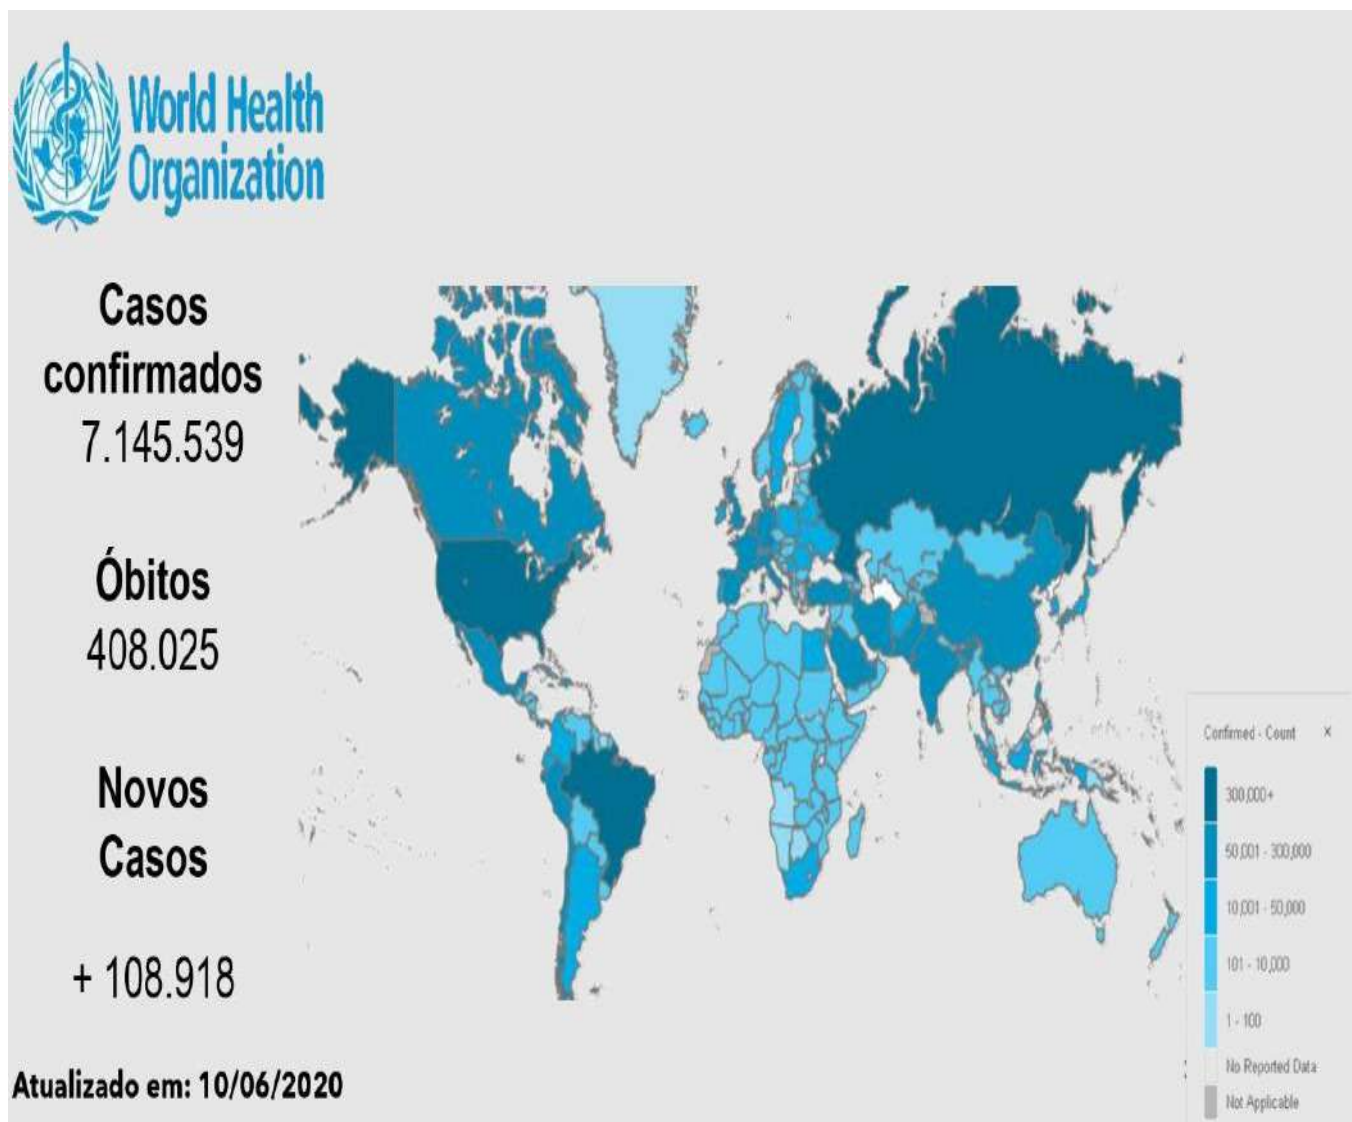 World Health
Organization
Casos
confirmados
7.145.539
Óbitos
408.025
Novos
Casos
+ 108.918
Atualizado em: 10/06/2020
Confirmed - Count ×
300,000+
50,001 - 300,000
10,001 - 50,000
101 - 10,000
1 - 100
No Reported Data
Not Applicable